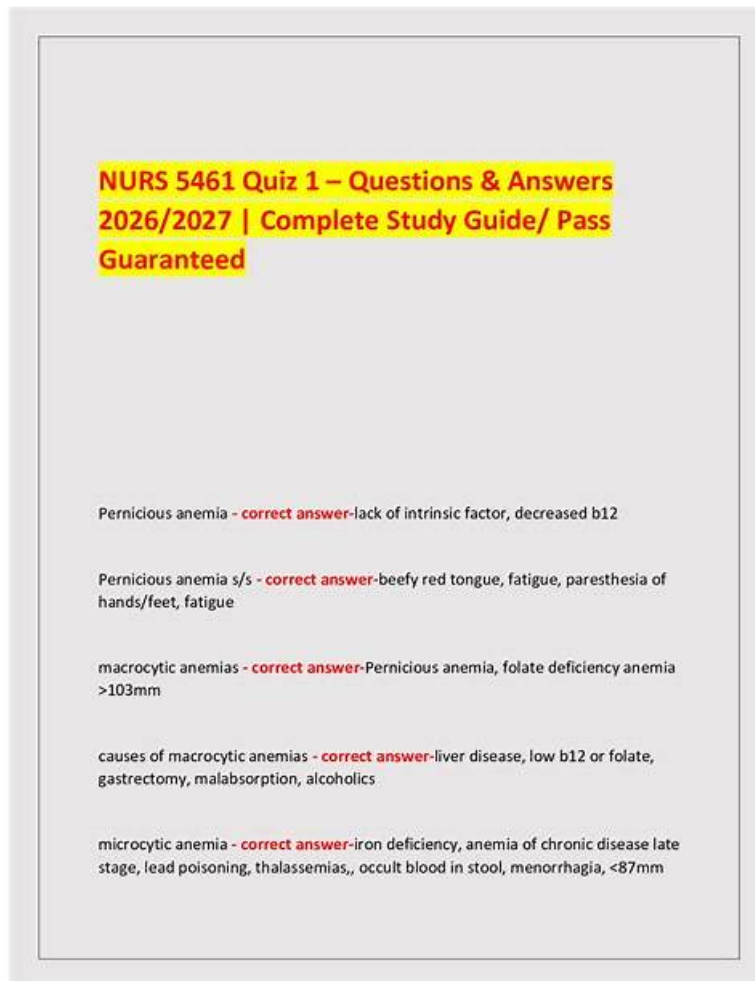 NURS 5461 Quiz 1 – Questions & Answers
2026/2027 | Complete Study Guide/ Pass
Guaranteed
Pernicious anemia - correct answer-lack of intrinsic factor, decreased b12
Pernicious anemia s/s - correct answer-beefy red tongue, fatigue, paresthesia of
hands/feet, fatigue
macrocytic anemias - correct answer-Pernicious anemia, folate deficiency anemia
>103mm
causes of macrocytic anemias - correct answer-liver disease, low b12 or folate,
gastrectomy, malabsorption, alcoholics
microcytic anemia - correct answer-iron deficiency, anemia of chronic disease late
stage, lead poisoning, thalassemias,, occult blood in stool, menorrhagia, <87mm